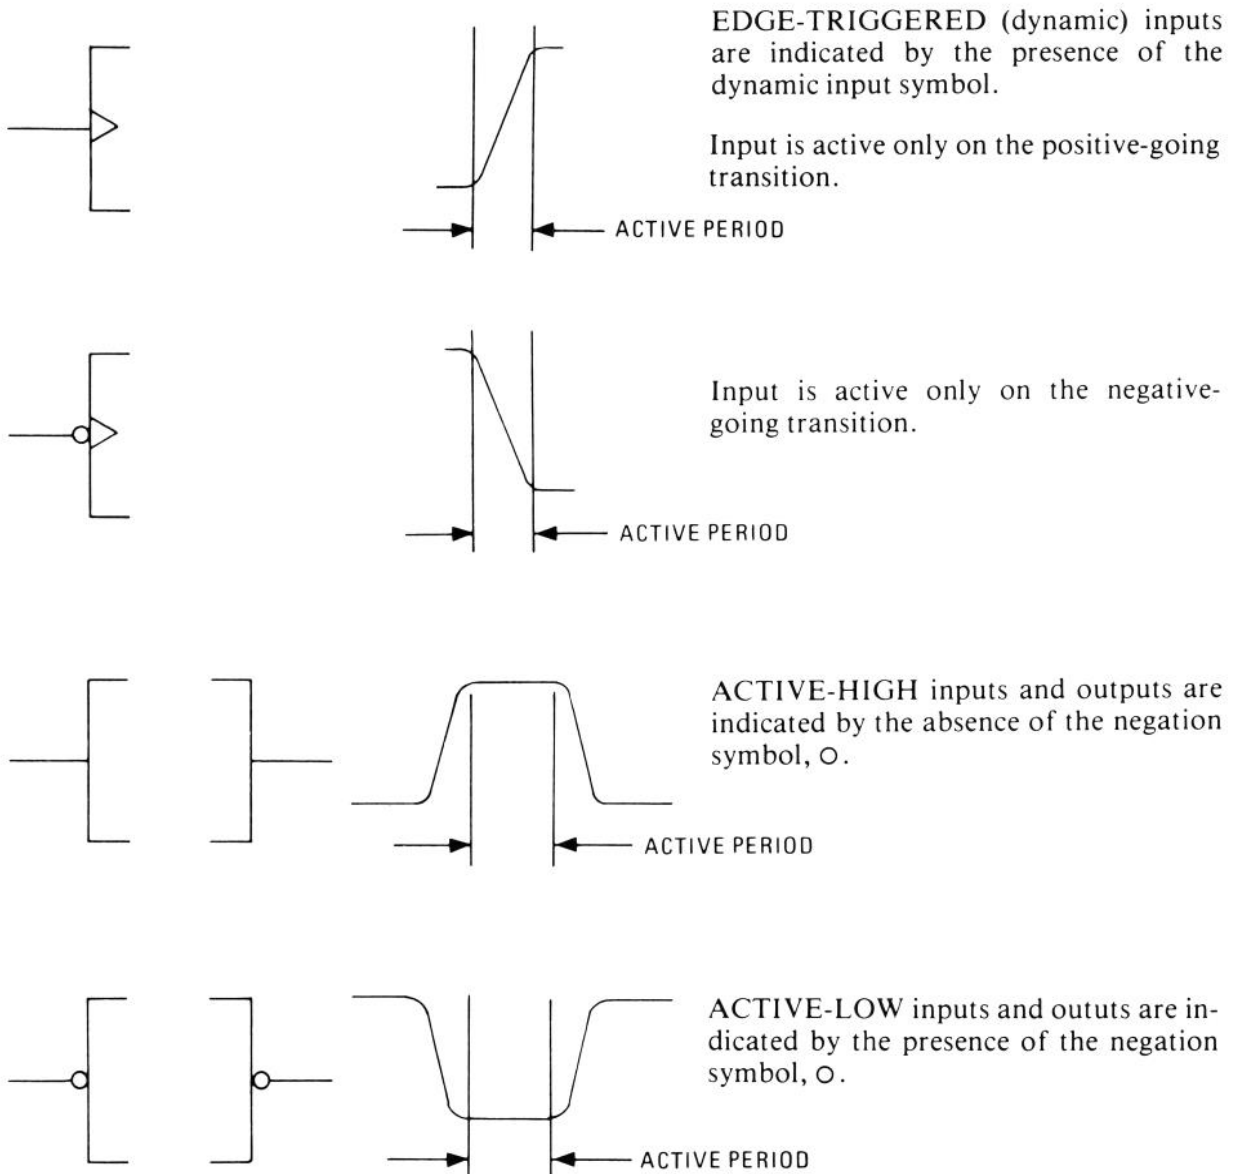 EDGE-TRIGGERED (dynamic) inputs
are indicated by the presence of the
dynamic input symbol.
Input is active only on the positive-going
transition.
ACTIVE PERIOD
Input is active only on the negative-
going transition.
ACTIVE PERIOD
ACTIVE-HIGH inputs and outputs are
indicated by the absence of the negation
symbol, O.
ACTIVE PERIOD
ACTIVE-LOW inputs and oututs are in-
dicated by the presence of the negation
symbol, O.
ACTIVE PERIOD